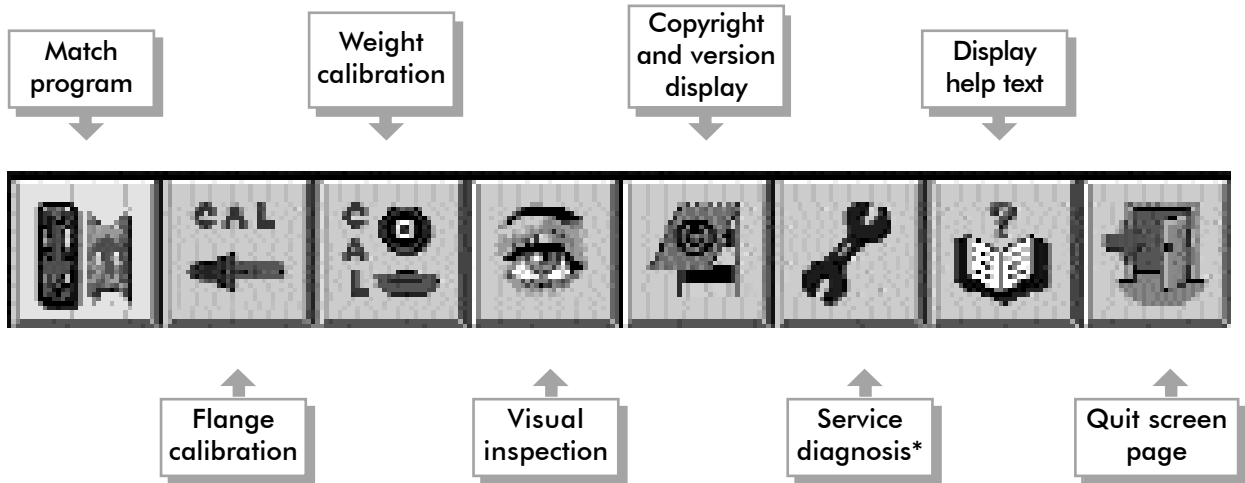 Match
program
Weight
calibration
Copyright
and version
display
Display
help text
CAL
C
A
L
?
Flange
calibration
Visual
inspection
Service
diagnosis*
Quit screen
page